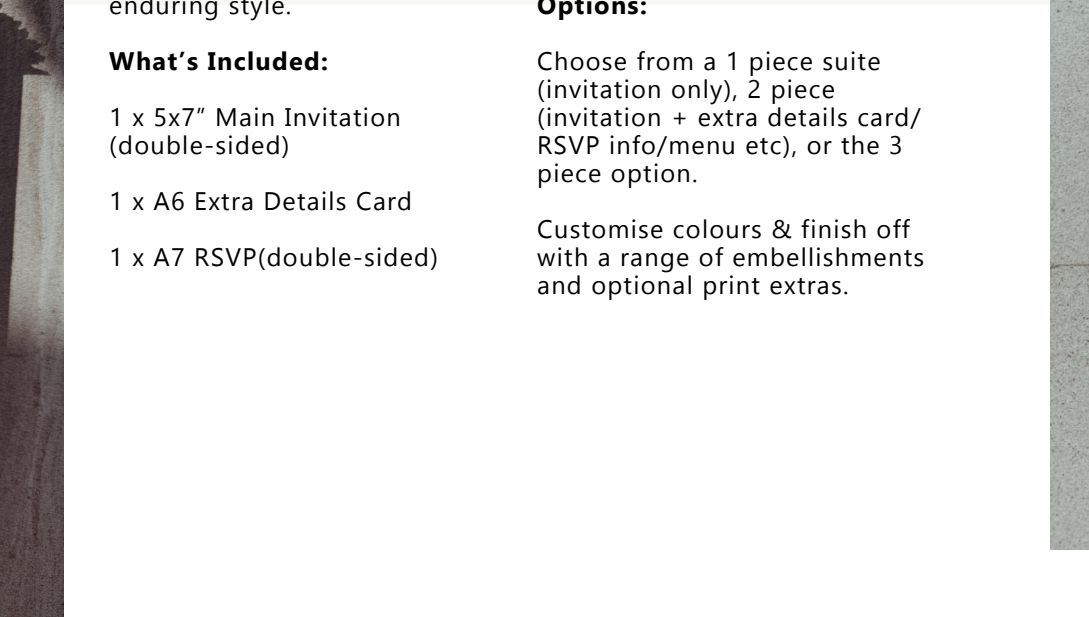 enduring style.
What’s Included:
1 x 5x7” Main Invitation
(double-sided)
1 x A6 Extra Details Card
1 x A7 RSVP(double-sided)
Options:
Choose from a 1 piece suite
(invitation only), 2 piece
(invitation + extra details card/
RSVP info/menu etc), or the 3
piece option.
Customise colours & finish off
with a range of embellishments
and optional print extras.